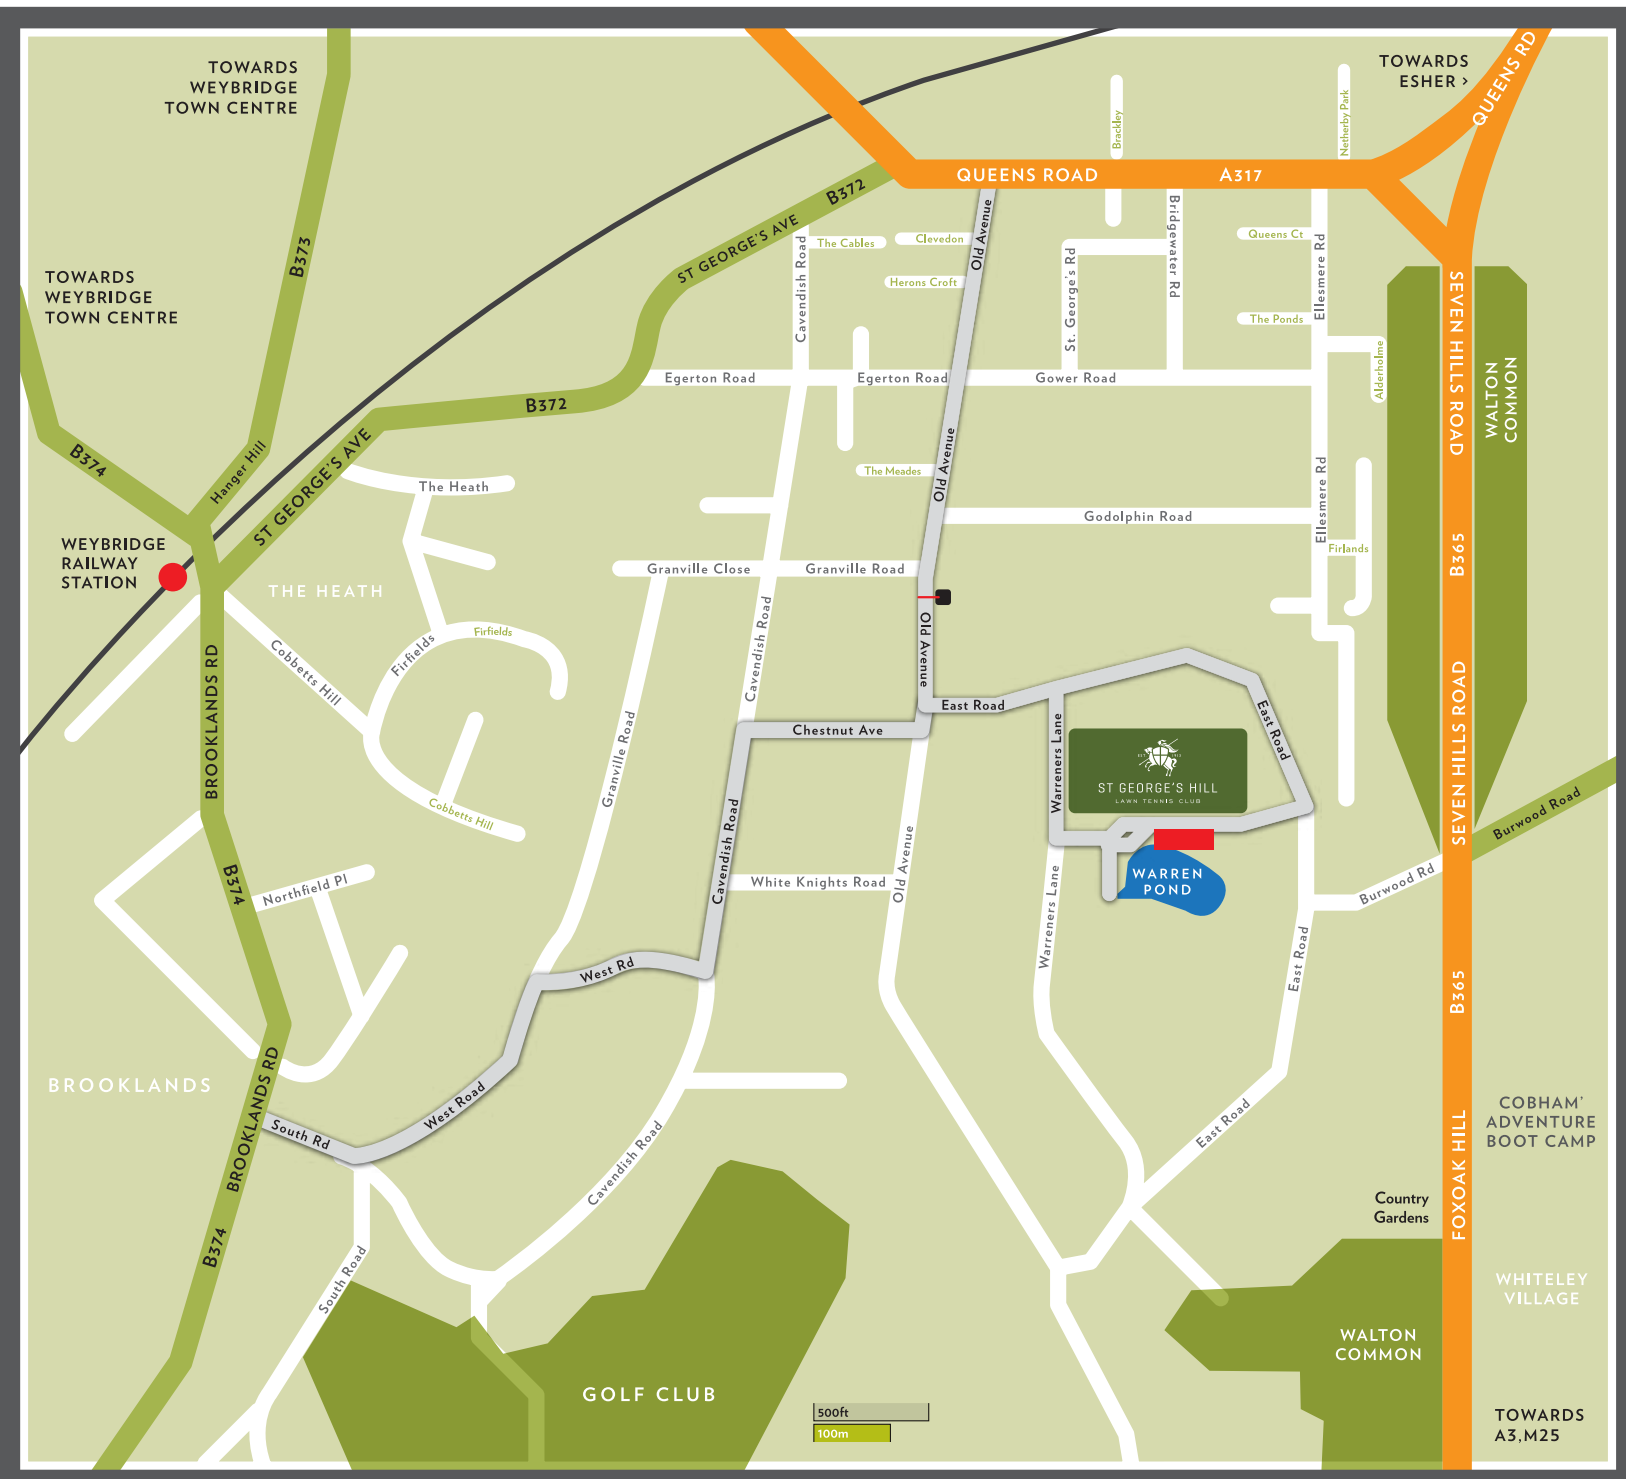 TOWARDS
WEYBRIDGE
TOWN CENTRE
TOWARDS
ESHER >
QUEENS RD
Netherby Park
Brackley
QUEENS ROAD
A317
B372
ST GEORGE'S AVE
B373
TOWARDS
WEYBRIDGE
TOWN CENTRE
Cavendish Road
The Cables
Clevedon
Old Avenue
Herons Croft
St. George's Rd
Bridgewater Rd
Queens Ct
Ellesmere Rd
The Ponds
Alderholme
SEVEN HILLS ROAD
WALTON
COMMON
Egerton Road
Egerton Road
Gower Road
B372
B374
Hanger Hill
ST GEORGE'S AVE
The Heath
The Meades
Old Avenue
Godolphin Road
Ellesmere Rd
Firlands
B365
WEYBRIDGE
RAILWAY
STATION
THE HEATH
Granville Close
Granville Road
Cobbetts Hill
Firfields
Firfields
Cavendish Road
Old Avenue
BROOKLANDS RD
East Road
Chestnut Ave
Warreners Lane
East Road
SEVEN HILLS ROAD
ST GEORGE'S HILL
LAWN TENNIS CLUB
Granville Road
Cobbetts Hill
Burwood Road
Cavendish Road
Old Avenue
White Knights Road
WARREN
POND
Burwood Rd
B374
Northfield Pl
Warreners Lane
East Road
West Rd
B365
BROOKLANDS
BROOKLANDS RD
South Rd
West Road
Cavendish Road
East Road
COBHAM'
ADVENTURE
BOOT CAMP
FOXOAK HILL
Country
Gardens
B374
South Road
WHITELEY
VILLAGE
WALTON
COMMON
GOLF CLUB
500ft
100m
TOWARDS
A3,M25